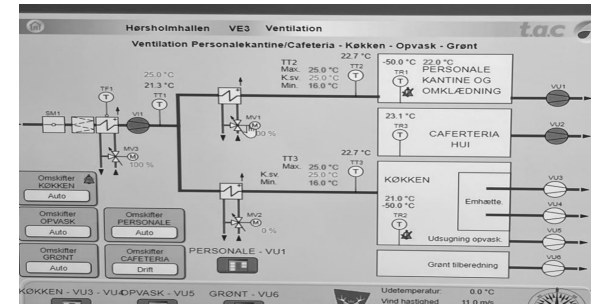 Hørsholmhallen VE3 Ventilation
t.a.c
Ventilation Personalekantine/Cafeteria - Køkken - Opvask - Grønt
25.0 °C
21.3 °C
TT1
TF1
SM1
VI1
MV3
100 %
TT2
Max. 25.0 °C
K.sv. 25.0 °C
Min. 16.0 °C
22.7 °C
TT2
MV1
00 %
-50.0 °C 22.0 °C
TR1
PERSONALE
KANTINE OG
OMKLÆDNING
VU1
23.1 °C
TR3
CAFERTERIA
HUI
VU2
TT3
Max. 25.0 °C
K.sv. 25.0 °C
Min. 16.0 °C
22.7 °C
TT3
MV2
0 %
KØKKEN
21.0 °C
-50.0 °C
TR2
Emhætte.
Udsugning opvask.
VU3
VU4
VU5
Grønt tilberedning
VU6
Omskifter
KØKKEN
Auto
Omskifter
OPVASK
Auto
Omskifter
PERSONALE
Auto
Omskifter
GRØNT
Auto
Omskifter
CAFETERIA
Drift
PERSONALE - VU1
KØKKEN - VU3 - VU4
OPVASK - VU5
GRØNT - VU6
Udetemperatur: 0.0 °C
Vind hastighed 11.0 m/s